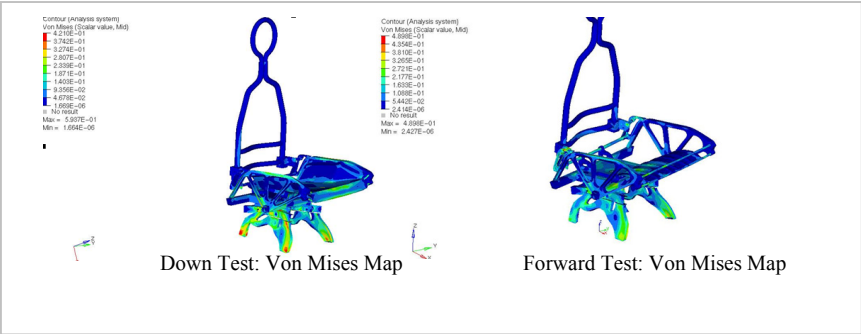 Contour (Analysis system)
Von Mises (Scalar value, Mid)
4.210E-01
3.742E-01
3.274E-01
2.807E-01
2.339E-01
1.871E-01
1.403E-01
9.356E-02
4.678E-02
1.669E-06
No result
Max = 5.937E-01
Min = 1.664E-06
Contour (Analysis system)
Von Mises (Scalar value, Mid)
4.898E-01
4.354E-01
3.810E-01
3.265E-01
2.721E-01
2.177E-01
1.633E-01
1.088E-01
5.442E-02
2.414E-06
No result
Max = 4.898E-01
Min = 2.427E-06
Z
Y
Z
Y
X
Down Test: Von Mises Map
Forward Test: Von Mises Map